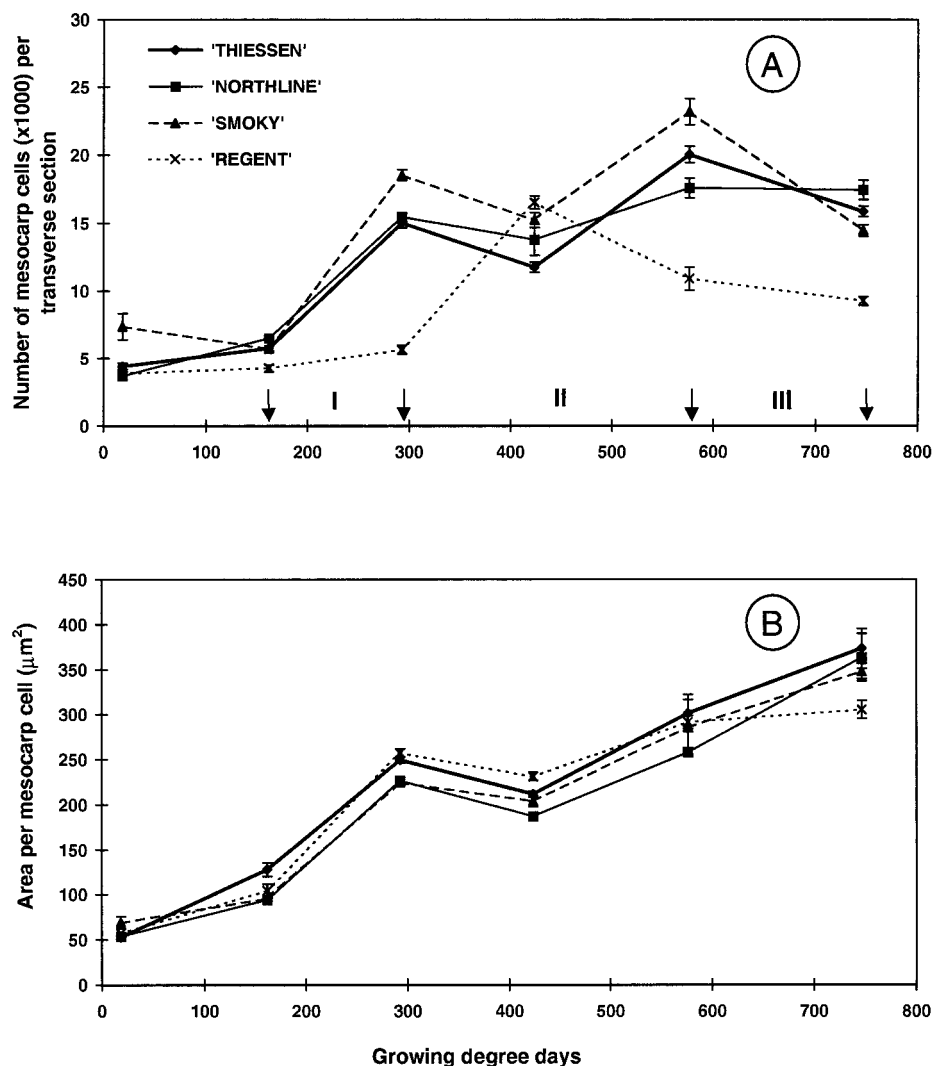 Number of mesocarp cells (x1000) per
transverse section
30
25
20
15
10
5
0
'THIESSEN'
'NORTHLINE'
'SMOKY'
'REGENT'
A
I
II
III
0 100 200 300 400 500 600 700 800
Area per mesocarp cell (μm²)
450
400
350
300
250
200
150
100
50
0
B
0 100 200 300 400 500 600 700 800
Growing degree days